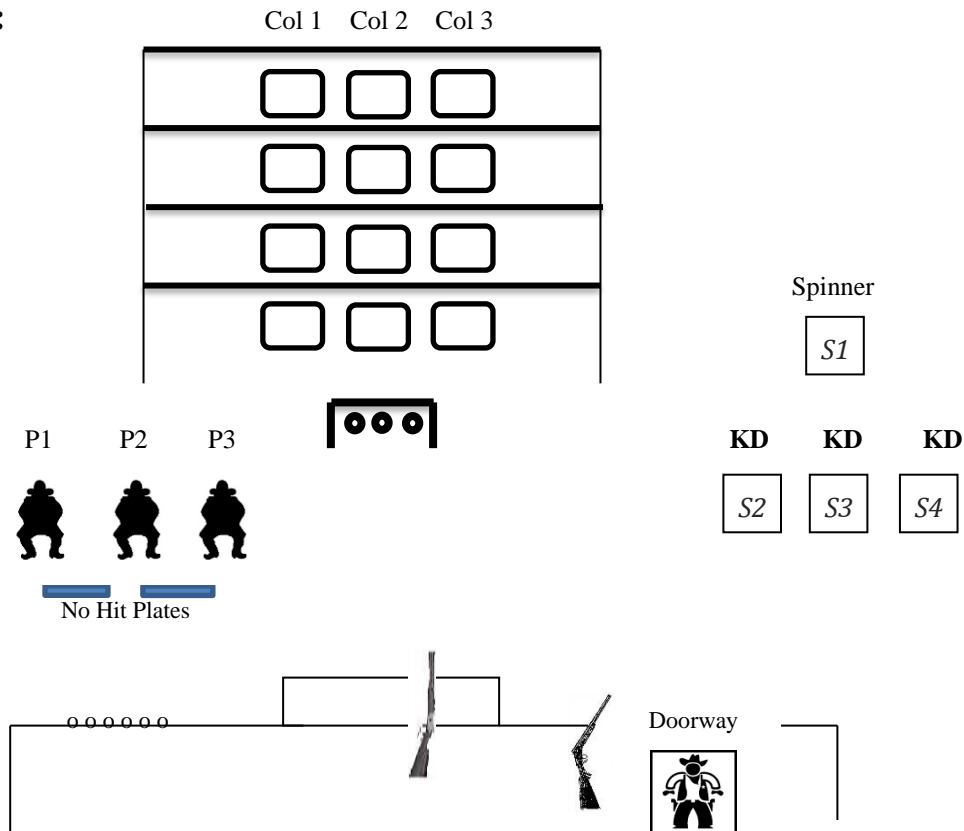 :
Col 1 Col 2 Col 3
Spinner
S1
P1 P2 P3
KD KD KD
S2 S3 S4
No Hit Plates
o o o o o o
Doorway